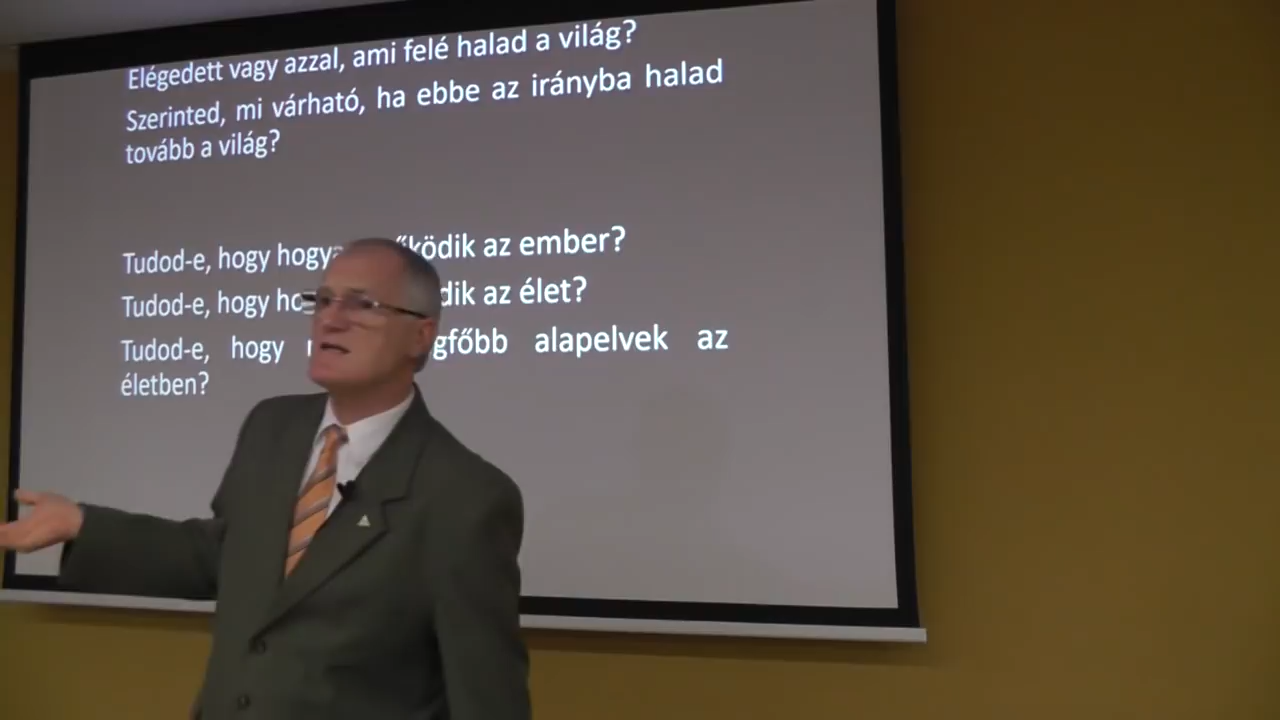 Elégedett vagy azzal, ami felé halad a világ?
Szerinted, mi várható, ha ebbe az irányba halad
tovább a világ?
Tudod-e, hogy az ember?
Tudod-e, hogy az élet?
Tudod-e, hogy alapelvek az
életben?